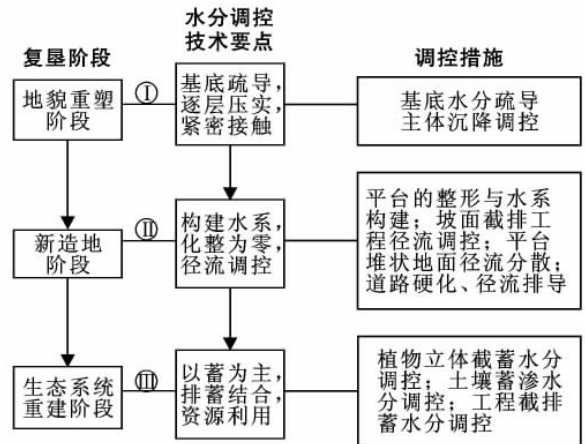 复垦阶段
水分调控
技术要点
调控措施
地貌重塑
阶段
Ⅰ
基底疏导，
逐层压实，
紧密接触
基底水分疏导
主体沉降调控
新造地
阶段
Ⅱ
构建水系，
化整为零，
径流调控
平台的整形与水系
构建；坡面截排工
程径流调控；平台
堆状地面径流分散；
道路硬化、径流排导
生态系统
重建阶段
Ⅲ
以蓄为主，
排蓄结合，
资源利用
植物立体截蓄水分
调控；土壤蓄渗水
分调控；工程截排
蓄水分调控